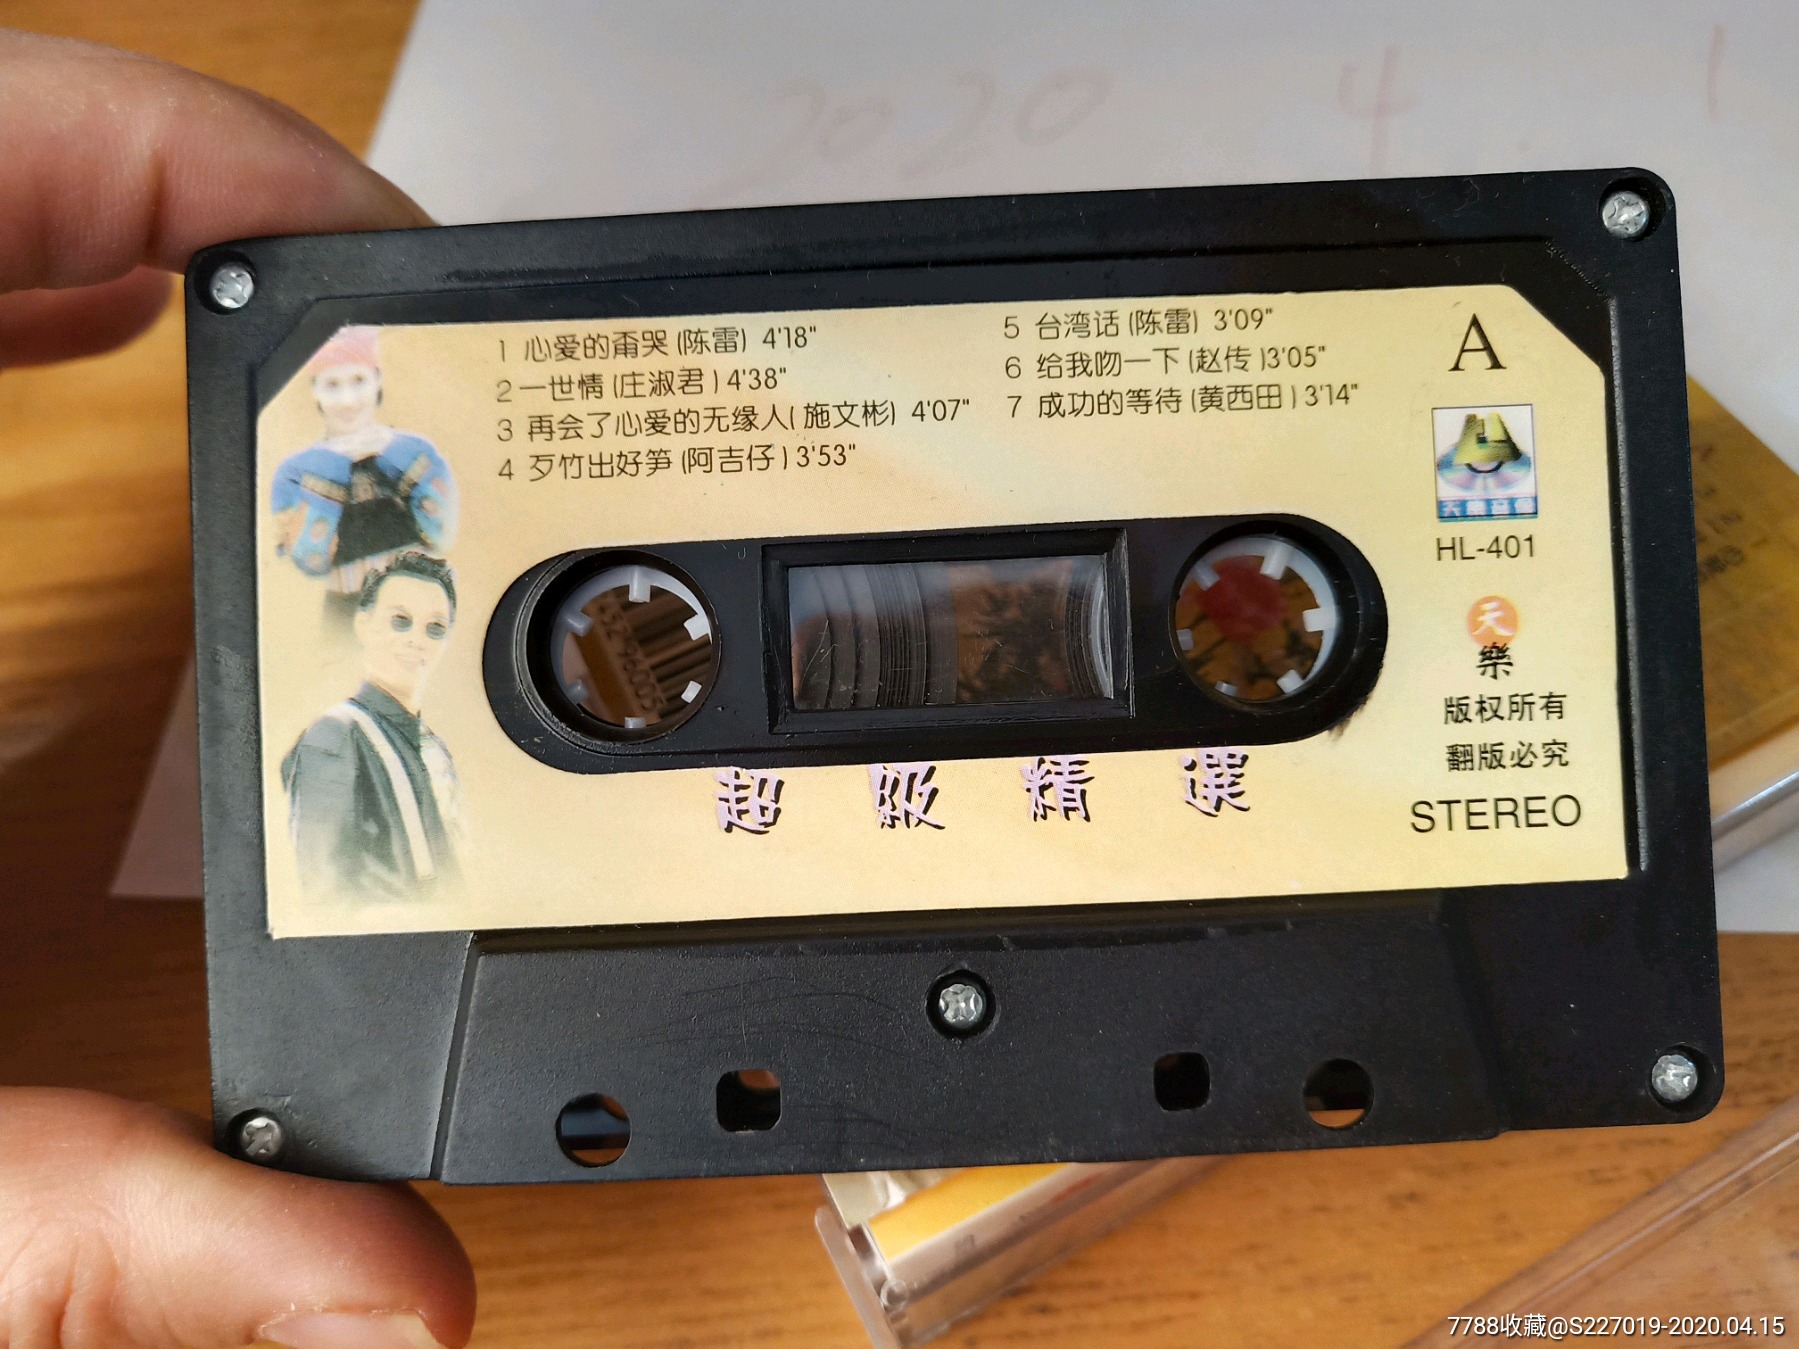 2020 . 4 . 1
1 心爱的甭哭 (陈雷) 4'18"
2 一世情 (庄淑君) 4'38"
3 再会了心爱的无缘人 (施文彬) 4'07"
4 歹竹出好笋 (阿吉仔) 3'53"
5 台湾话 (陈雷) 3'09"
6 给我吻一下 (赵传) 3'05"
7 成功的等待 (黄西田) 3'14"
A
HL-401
天
樂
版权所有
翻版必究
STEREO
超級精選
7788收藏@S227019-2020.04.15